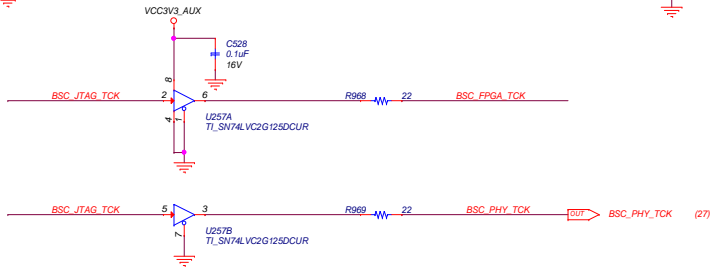 VCC3V3_AUX
C528
0.1uF
16V
8
BSC_JTAG_TCK 2 6 R968 22 BSC_FPGA_TCK
4 1
U257A
TI_SN74LVC2G125DCUR
BSC_JTAG_TCK 5 3 R969 22 BSC_PHY_TCK OUT BSC_PHY_TCK (27)
7
U257B
TI_SN74LVC2G125DCUR